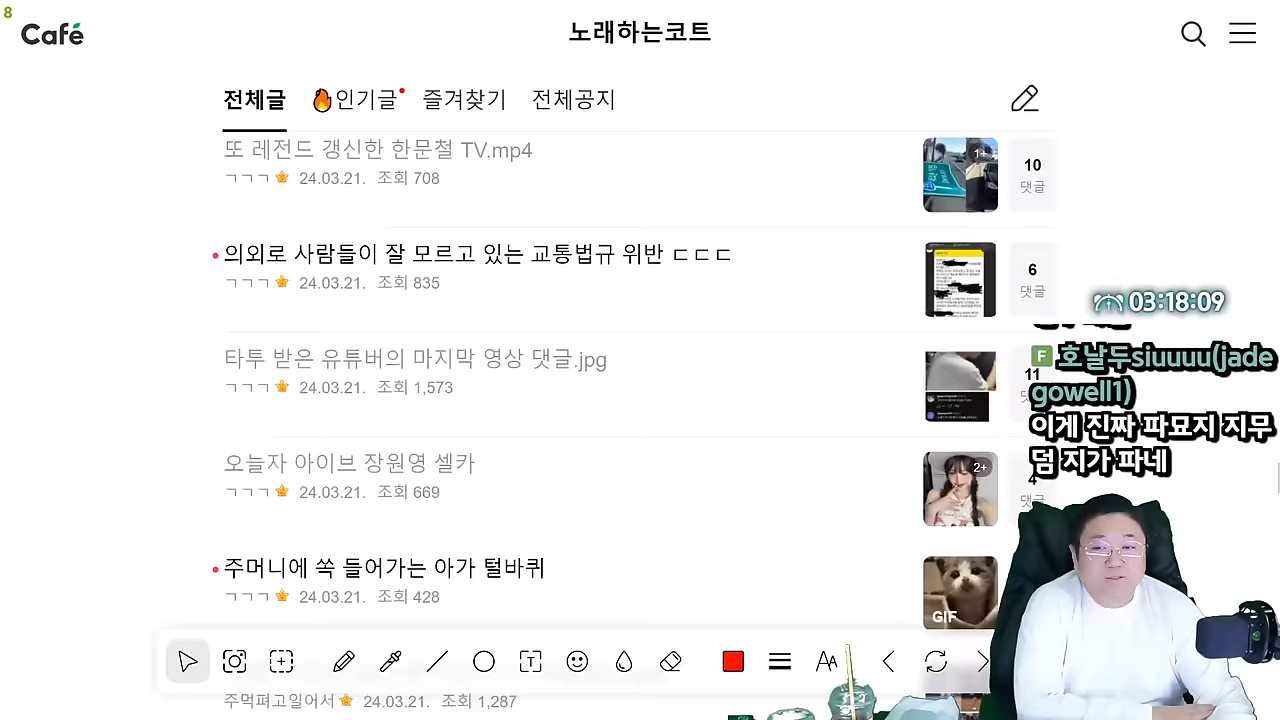 8
Café
노래하는코트
전체글 🔥인기글 즐겨찾기 전체공지
또 레전드 갱신한 한문철 TV.mp4
ㄱㄱㄱ 24.03.21. 조회 708
1+
10
댓글
의외로 사람들이 잘 모르고 있는 교통법규 위반 ㄷㄷㄷ
ㄱㄱㄱ 24.03.21. 조회 835
6
댓글
03:18:09
타투 받은 유튜버의 마지막 영상 댓글.jpg
ㄱㄱㄱ 24.03.21. 조회 1,573
11
F 호날두siuuuu(jade
gowell1)
이게 진짜 파묘지 지무
덤 지가 파네
오늘자 아이브 장원영 셀카
ㄱㄱㄱ 24.03.21. 조회 669
2+
4
댓글
주머니에 쏙 들어가는 아가 털바퀴
ㄱㄱㄱ 24.03.21. 조회 428
GIF
T
AA
주먹펴고일어서 24.03.21. 조회 1,287